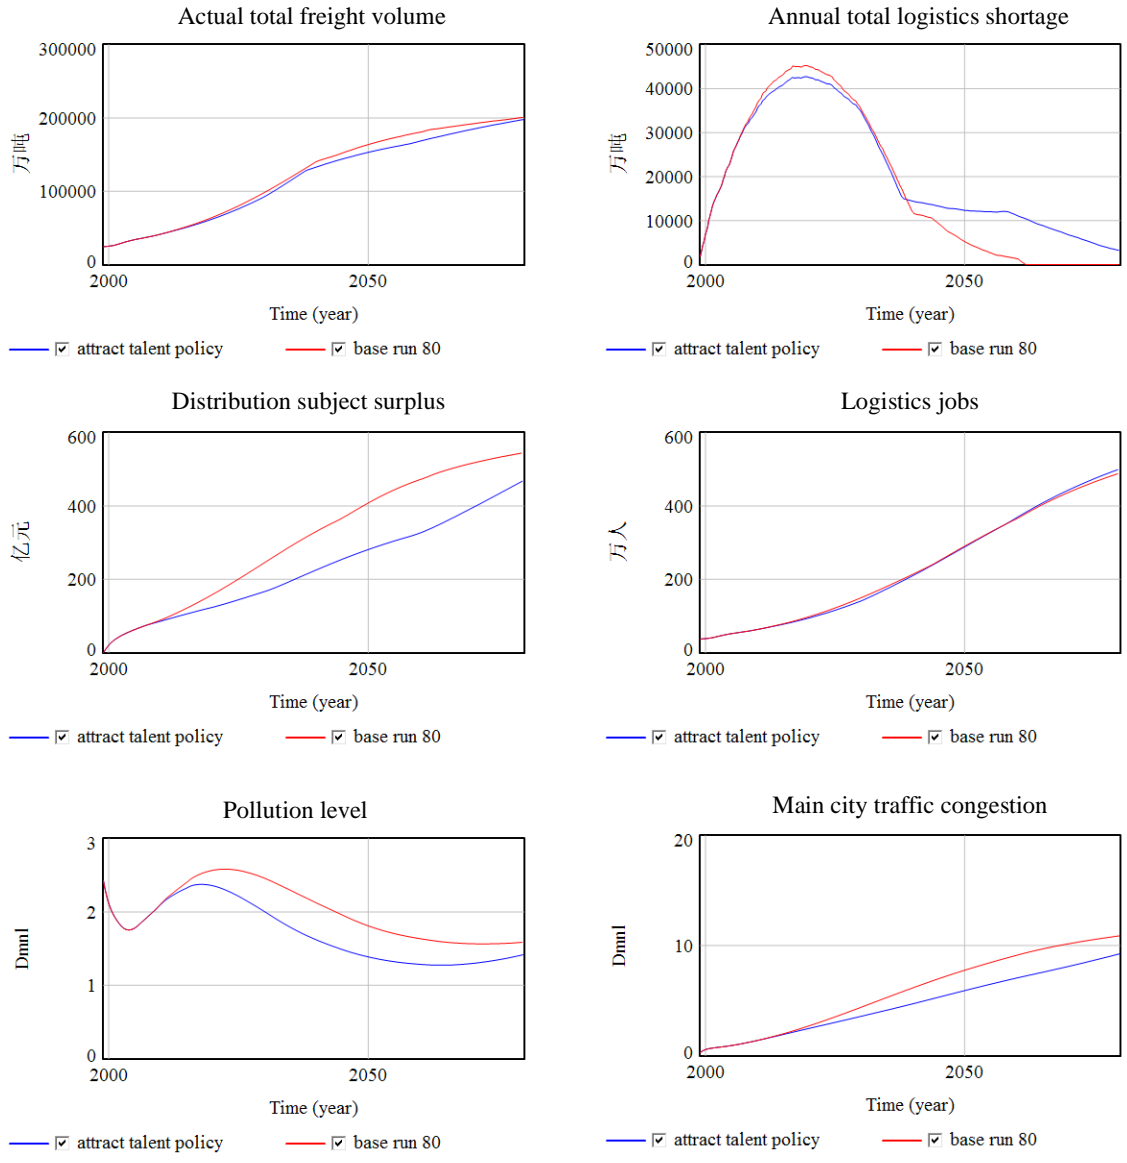 Actual total freight volume
300000
200000
100000
0
万吨
2000
2050
Time (year)
attract talent policy
base run 80
Annual total logistics shortage
50000
40000
30000
20000
10000
0
万吨
2000
2050
Time (year)
attract talent policy
base run 80
Distribution subject surplus
600
400
200
0
亿元
2000
2050
Time (year)
attract talent policy
base run 80
Logistics jobs
600
400
200
0
万人
2000
2050
Time (year)
attract talent policy
base run 80
Pollution level
3
2
1
0
Dmnl
2000
2050
Time (year)
attract talent policy
base run 80
Main city traffic congestion
20
10
0
Dmnl
2000
2050
Time (year)
attract talent policy
base run 80